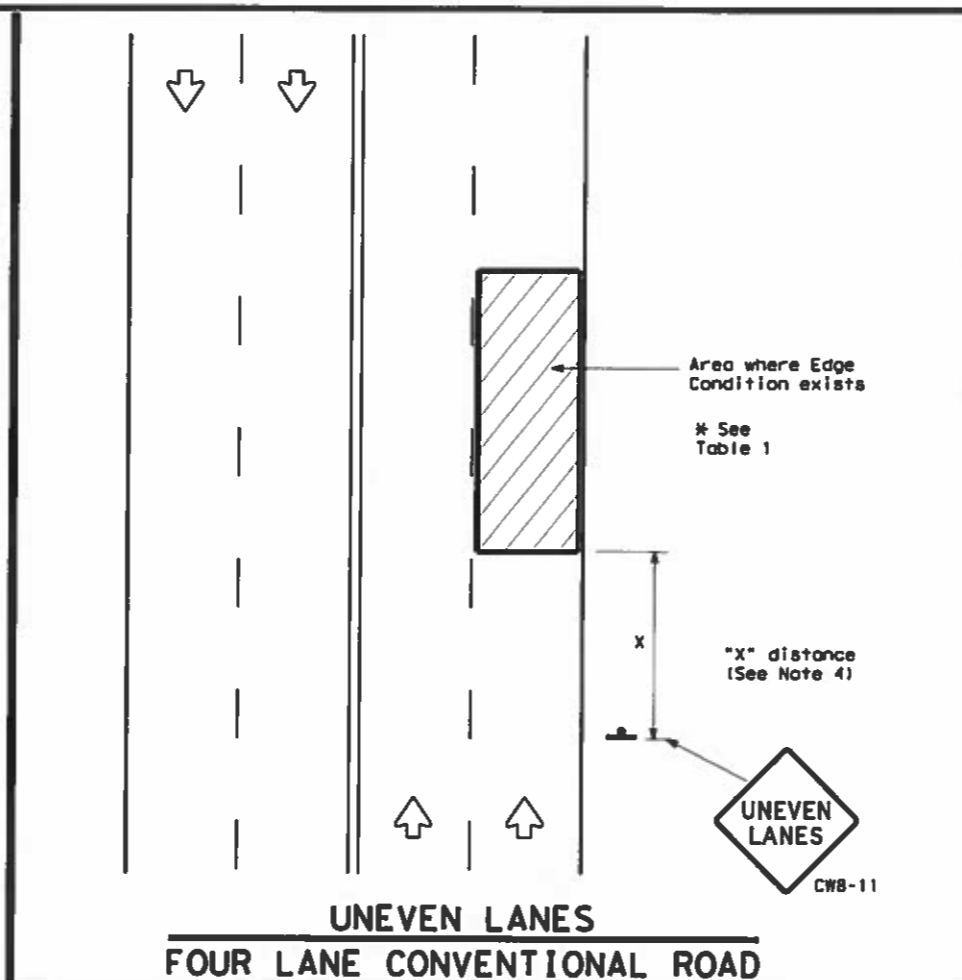 Area where Edge
Condition exists
* See
Table 1
X
"X" distance
(See Note 4)
UNEVEN
LANES
CW8-11
UNEVEN LANES
FOUR LANE CONVENTIONAL ROAD